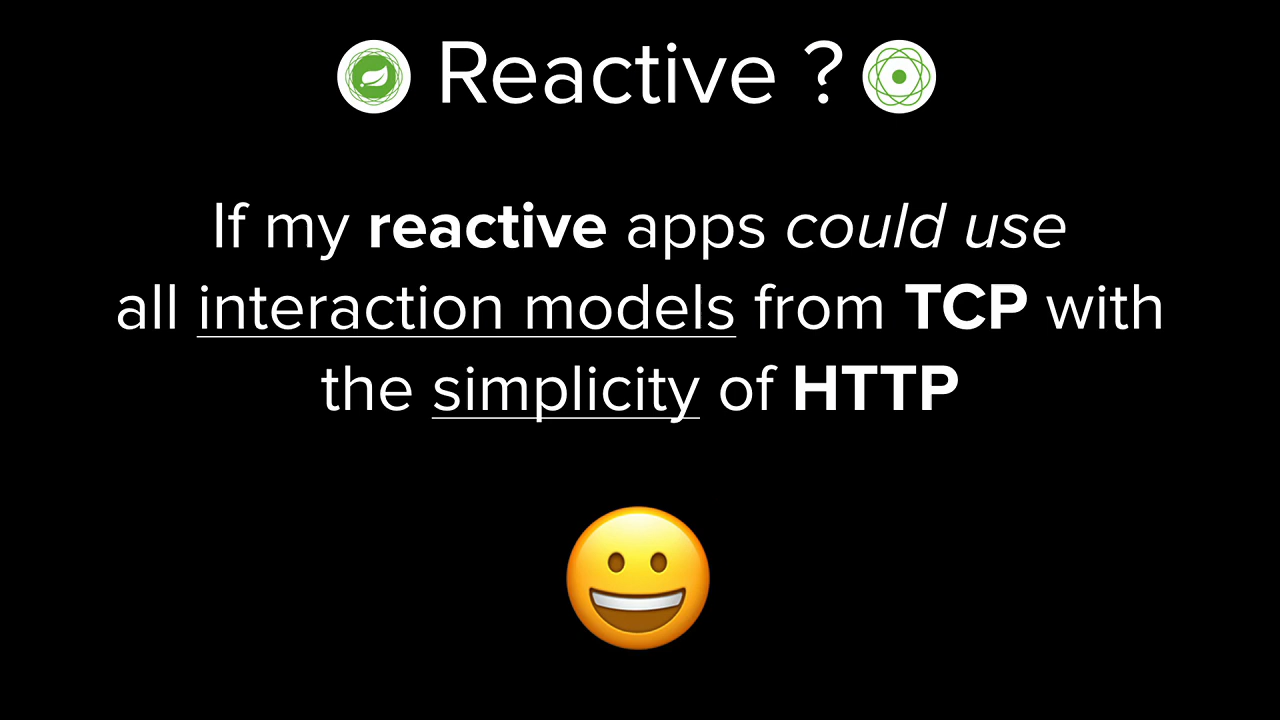 Reactive ?
If my reactive apps could use
all interaction models from TCP with
the simplicity of HTTP